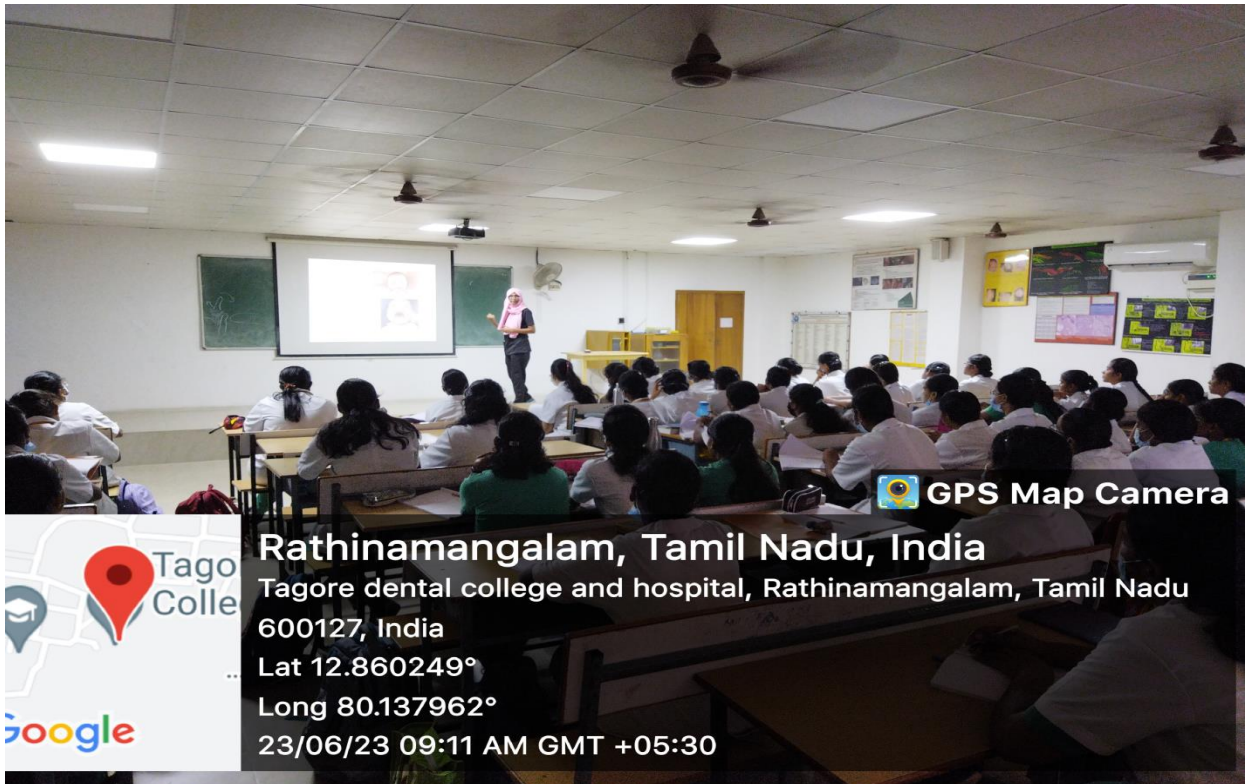 GPS Map Camera
Rathinamangalam, Tamil Nadu, India
Tagore dental college and hospital, Rathinamangalam, Tamil Nadu
600127, India
Lat 12.860249°
Long 80.137962°
23/06/23 09:11 AM GMT +05:30
Tago
Colle
Google